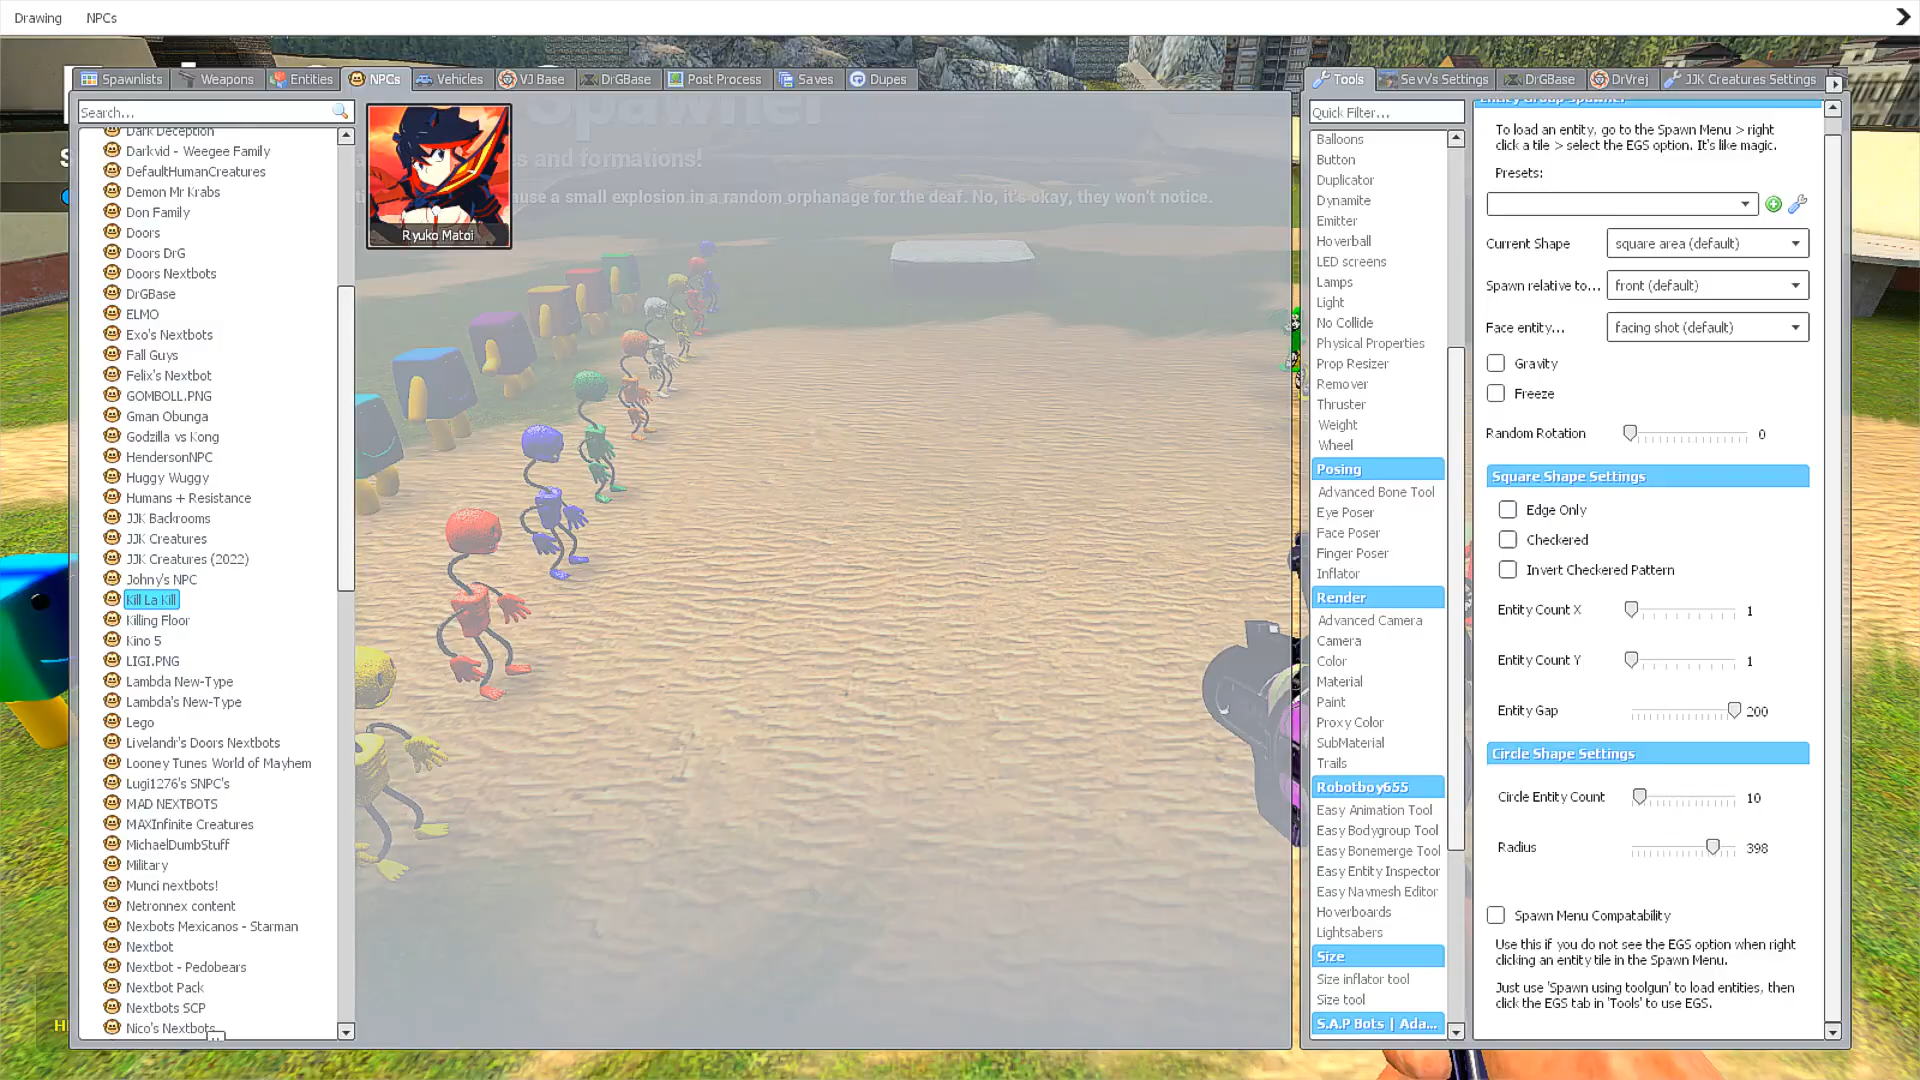 Drawing NPCs
Spawnlists Weapons Entities NPCs Vehicles VJ Base DrGBase Post Process Saves Dupes
Search...
Dark Deception
Darkvid - Weegee Family
DefaultHumanCreatures
Demon Mr Krabs
Don Family
Doors
Doors DrG
Doors Nextbots
DrGBase
ELMO
Exo's Nextbots
Fall Guys
Felix's Nextbot
GOMBOLL.PNG
Gman Obunga
Godzilla vs Kong
HendersonNPC
Huggy Wuggy
Humans + Resistance
JJK Backrooms
JJK Creatures
JJK Creatures (2022)
Johny's NPC
Kill La Kill
Killing Floor
Kino 5
LIGI.PNG
Lambda New-Type
Lambda's New-Type
Lego
Livelandr's Doors Nextbots
Looney Tunes World of Mayhem
Lugi1276's SNPC's
MAD NEXTBOTS
MAXInfinite Creatures
MichaelDumbStuff
Military
Munci nextbots!
Netronnex content
Nexbots Mexicanos - Starman
Nextbot
Nextbot - Pedobears
Nextbot Pack
Nextbots SCP
Nico's Nextbots
Ryuko Matoi
Spawner
s and formations!
use a small explosion in a random orphanage for the deaf. No, it's okay, they won't notice.
Tools Sevv's Settings DrGBase DrVrej JJK Creatures Settings
Quick Filter...
Balloons
Button
Duplicator
Dynamite
Emitter
Hoverball
LED screens
Lamps
Light
No Collide
Physical Properties
Prop Resizer
Remover
Thruster
Weight
Wheel
Posing
Advanced Bone Tool
Eye Poser
Face Poser
Finger Poser
Inflator
Render
Advanced Camera
Camera
Color
Material
Paint
Proxy Color
SubMaterial
Trails
Robotboy655
Easy Animation Tool
Easy Bodygroup Tool
Easy Bonemerge Tool
Easy Entity Inspector
Easy Navmesh Editor
Hoverboards
Lightsabers
Size
Size inflator tool
Size tool
S.A.P Bots | Ada...
Entity Group Spawner
To load an entity, go to the Spawn Menu > right
click a tile > select the EGS option. It's like magic.
Presets:
Current Shape square area (default)
Spawn relative to... front (default)
Face entity... facing shot (default)
Gravity
Freeze
Random Rotation 0
Square Shape Settings
Edge Only
Checkered
Invert Checkered Pattern
Entity Count X 1
Entity Count Y 1
Entity Gap 200
Circle Shape Settings
Circle Entity Count 10
Radius 398
Spawn Menu Compatability
Use this if you do not see the EGS option when right
clicking an entity tile in the Spawn Menu.
Just use 'Spawn using toolgun' to load entities, then
click the EGS tab in 'Tools' to use EGS.